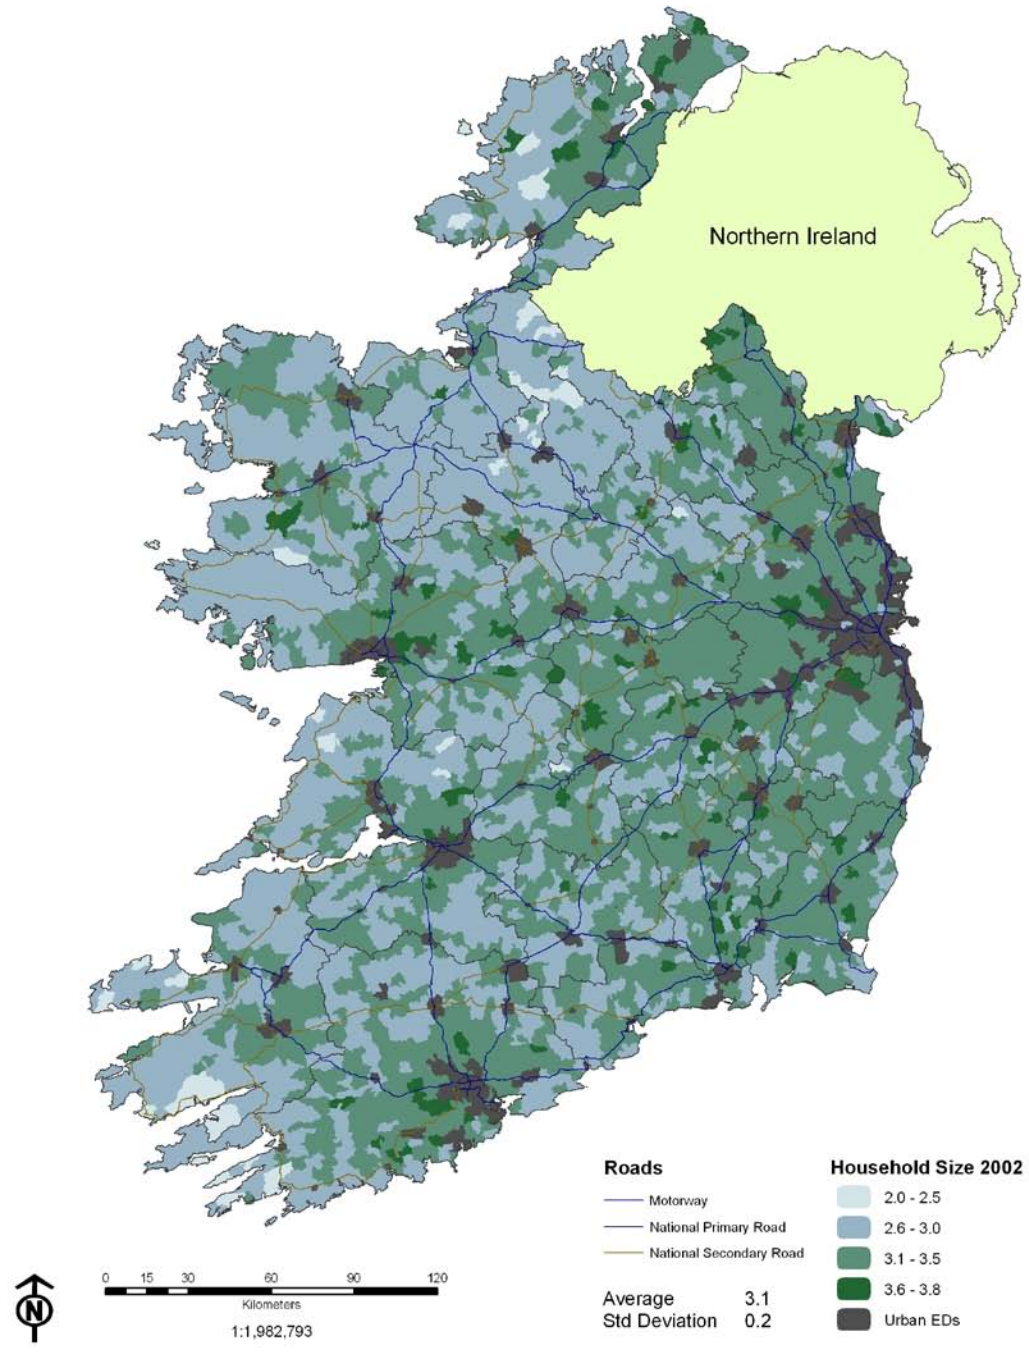 Northern Ireland
Roads
Motorway
National Primary Road
National Secondary Road
Average 3.1
Std Deviation 0.2
Household Size 2002
2.0 - 2.5
2.6 - 3.0
3.1 - 3.5
3.6 - 3.8
Urban EDs
N
0 15 30 60 90 120
Kilometers
1:1,982,793